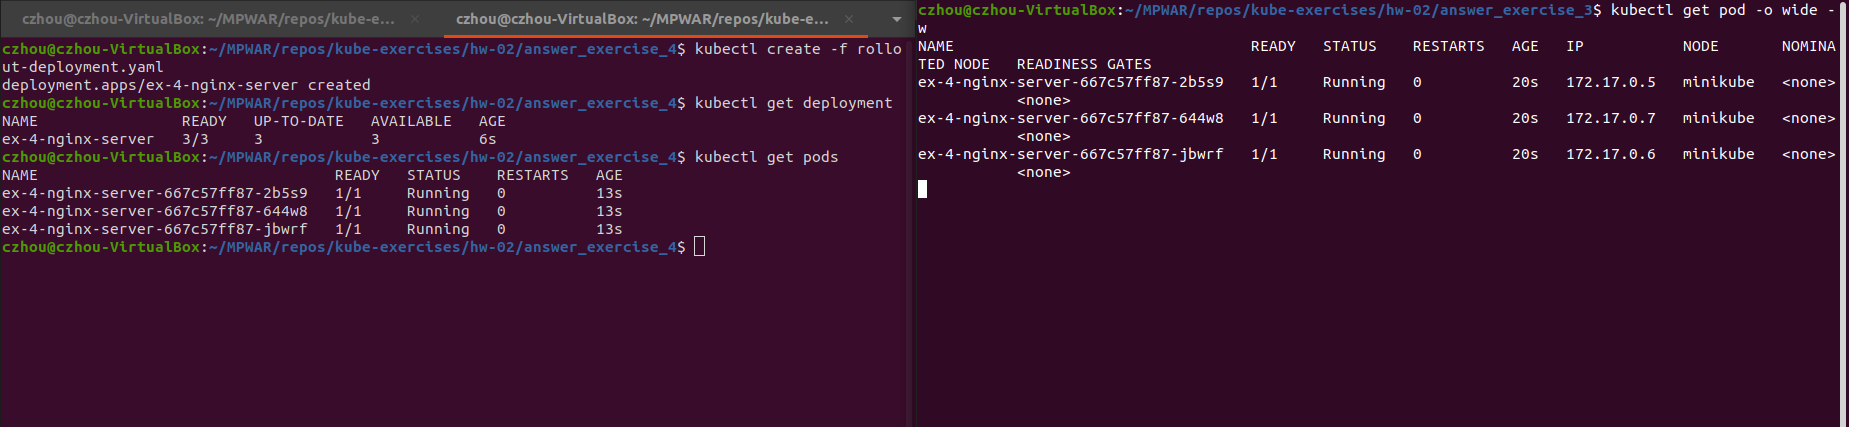 czhou@czhou-VirtualBox: ~/MPWAR/repos/kube-e... ×
czhou@czhou-VirtualBox: ~/MPWAR/repos/kube-e... ×
czhou@czhou-VirtualBox:~/MPWAR/repos/kube-exercises/hw-02/answer_exercise_4$ kubectl create -f rollo
ut-deployment.yaml
deployment.apps/ex-4-nginx-server created
czhou@czhou-VirtualBox:~/MPWAR/repos/kube-exercises/hw-02/answer_exercise_4$ kubectl get deployment
NAME                READY   UP-TO-DATE   AVAILABLE   AGE
ex-4-nginx-server   3/3     3            3           6s
czhou@czhou-VirtualBox:~/MPWAR/repos/kube-exercises/hw-02/answer_exercise_4$ kubectl get pods
NAME                                 READY   STATUS    RESTARTS   AGE
ex-4-nginx-server-667c57ff87-2b5s9   1/1     Running   0          13s
ex-4-nginx-server-667c57ff87-644w8   1/1     Running   0          13s
ex-4-nginx-server-667c57ff87-jbwrf   1/1     Running   0          13s
czhou@czhou-VirtualBox:~/MPWAR/repos/kube-exercises/hw-02/answer_exercise_4$
czhou@czhou-VirtualBox:~/MPWAR/repos/kube-exercises/hw-02/answer_exercise_3$ kubectl get pod -o wide -
w
NAME                                 READY   STATUS    RESTARTS   AGE   IP           NODE       NOMINA
TED NODE   READINESS GATES
ex-4-nginx-server-667c57ff87-2b5s9   1/1     Running   0          20s   172.17.0.5   minikube   <none>
           <none>
ex-4-nginx-server-667c57ff87-644w8   1/1     Running   0          20s   172.17.0.7   minikube   <none>
           <none>
ex-4-nginx-server-667c57ff87-jbwrf   1/1     Running   0          20s   172.17.0.6   minikube   <none>
           <none>